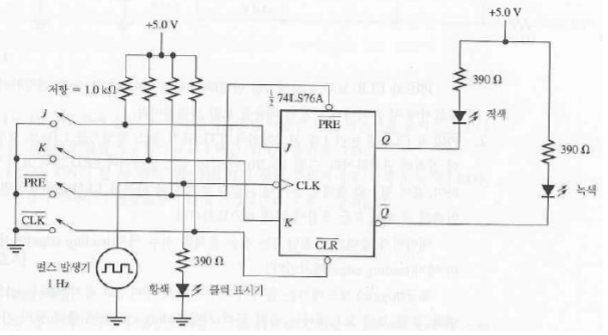 +5.0 V
+5.0 V
저항 = 1.0 kΩ
390 Ω
½ 74LS76A
적색
PRE
J
Q
J
K
390 Ω
PRE
CLK
녹색
K
Q
CLK
CLR
펄스 발생기
1 Hz
390 Ω
황색
클럭 표시기